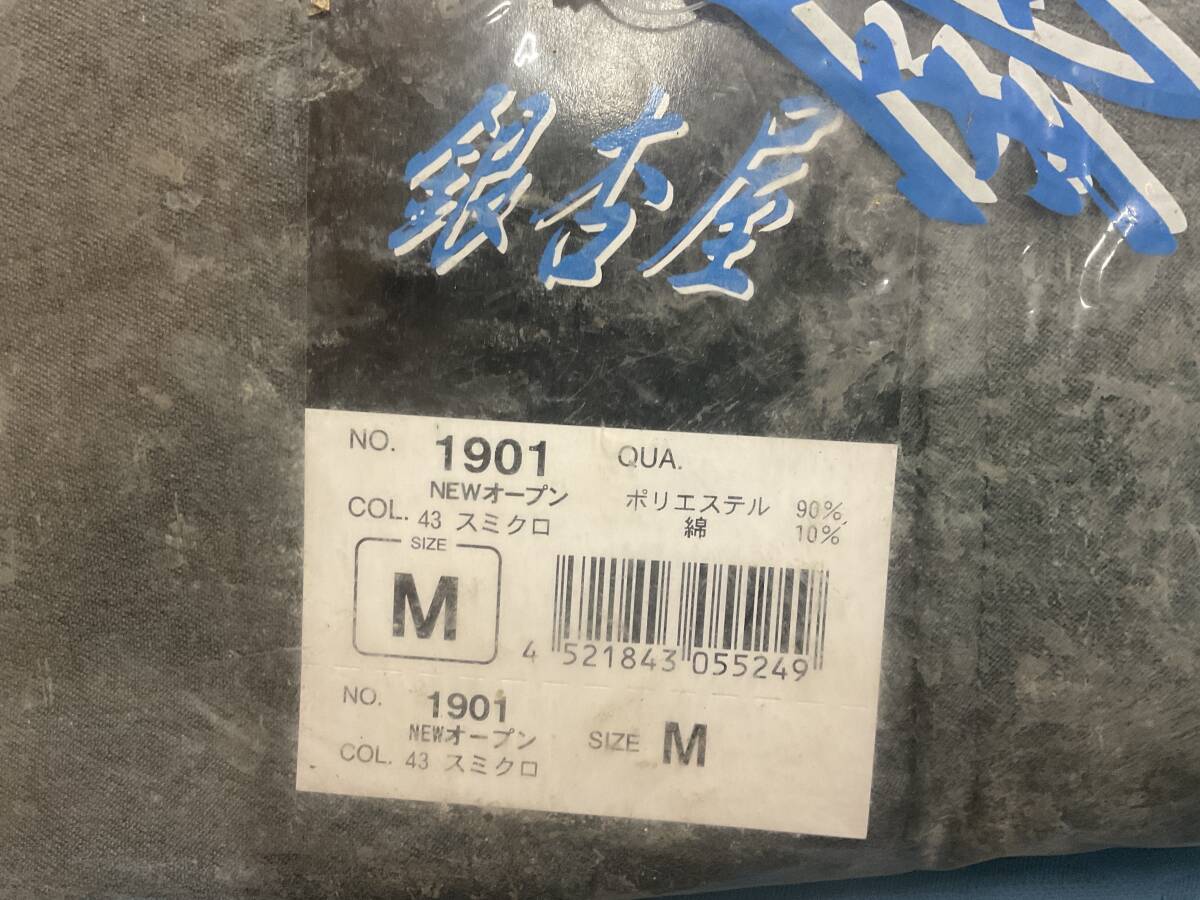 銀杏屋
NO. 1901 QUA.
NEWオープン ポリエステル 90%
COL. 43 スミクロ 綿 10%
SIZE
M
4 521843 055249
NO. 1901
NEWオープン SIZE M
COL. 43 スミクロ